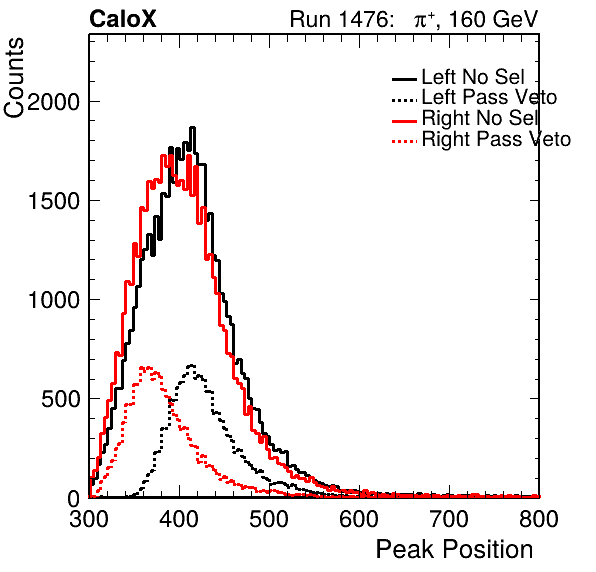 CaloX Run 1476: π⁺, 160 GeV
Counts
Left No Sel
Left Pass Veto
Right No Sel
Right Pass Veto
2000
1500
1000
500
0
300 400 500 600 700 800
Peak Position